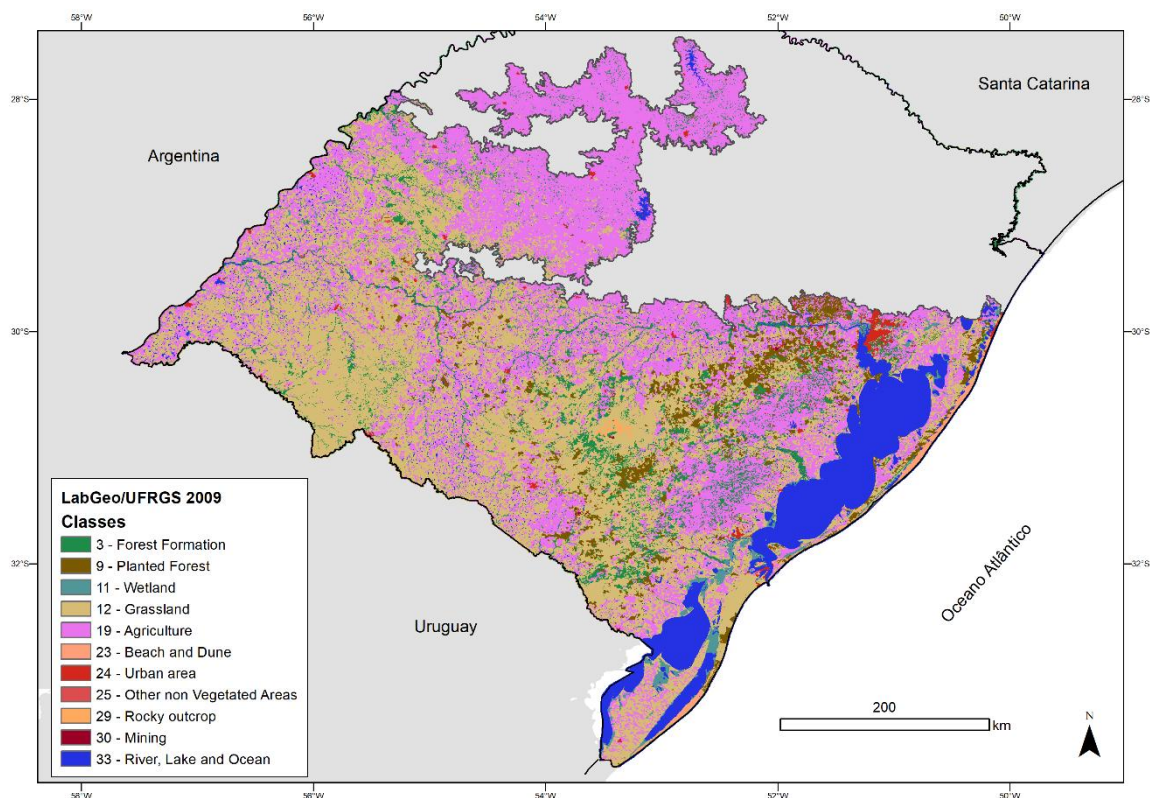 58°W 56°W 54°W 52°W 50°W
28°S 28°S
Santa Catarina
Argentina
30°S 30°S
LabGeo/UFRGS 2009
Classes
3 - Forest Formation
9 - Planted Forest
11 - Wetland
12 - Grassland
19 - Agriculture
23 - Beach and Dune
24 - Urban area
25 - Other non Vegetated Areas
29 - Rocky outcrop
30 - Mining
33 - River, Lake and Ocean
32°S 32°S
Oceano Atlântico
Uruguay
200
km
N
58°W 56°W 54°W 52°W 50°W